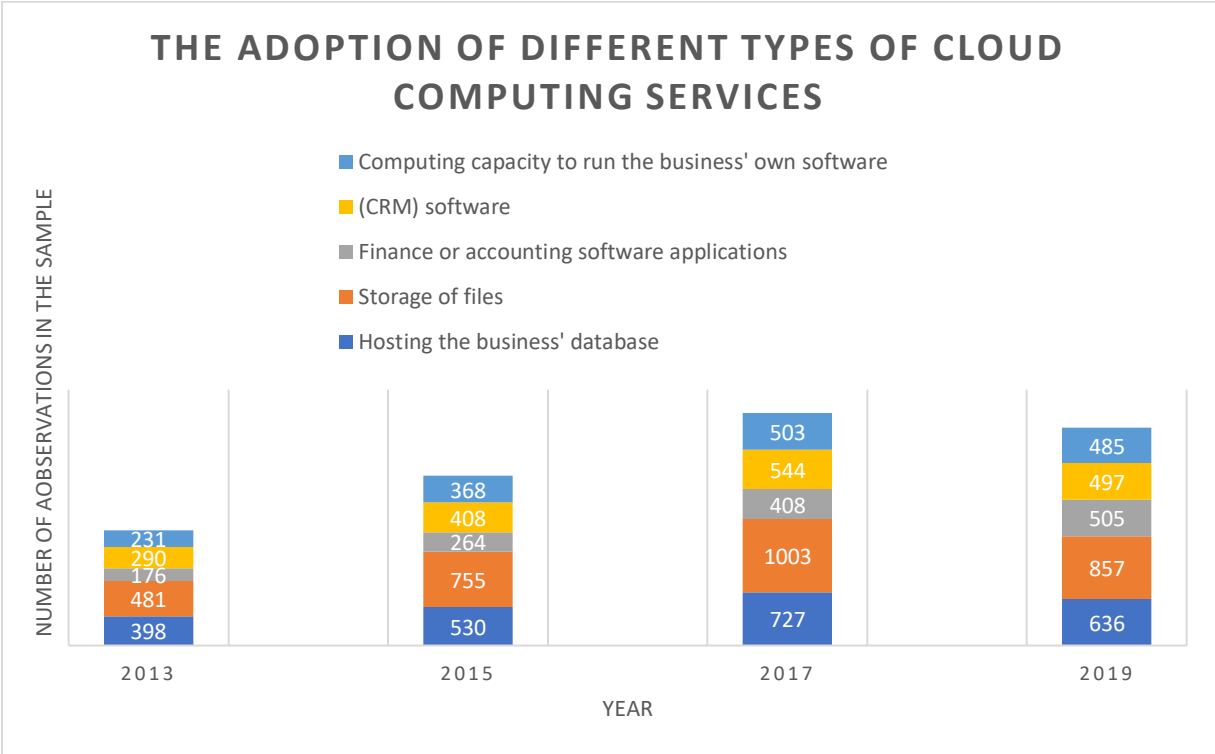 THE ADOPTION OF DIFFERENT TYPES OF CLOUD
COMPUTING SERVICES
Computing capacity to run the business' own software
(CRM) software
Finance or accounting software applications
Storage of files
Hosting the business' database
NUMBER OF AOBSERVATIONS IN THE SAMPLE
231
290
176
481
398
368
408
264
755
530
503
544
408
1003
727
485
497
505
857
636
2013
2015
2017
2019
YEAR